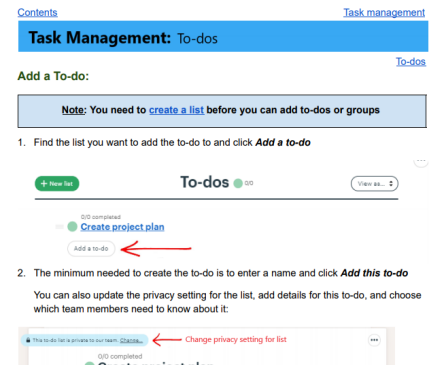 Contents Task management
Task Management: To-dos
To-dos
Add a To-do:
Note: You need to create a list before you can add to-dos or groups
1. Find the list you want to add the to-do to and click Add a to-do
+ New list To-dos 0/0 View as...
0/0 completed
Create project plan
Add a to-do
2. The minimum needed to create the to-do is to enter a name and click Add this to-do
You can also update the privacy setting for the list, add details for this to-do, and choose
which team members need to know about it:
This to-do list is private to our team. Change... Change privacy setting for list
0/0 completed
Create project plan